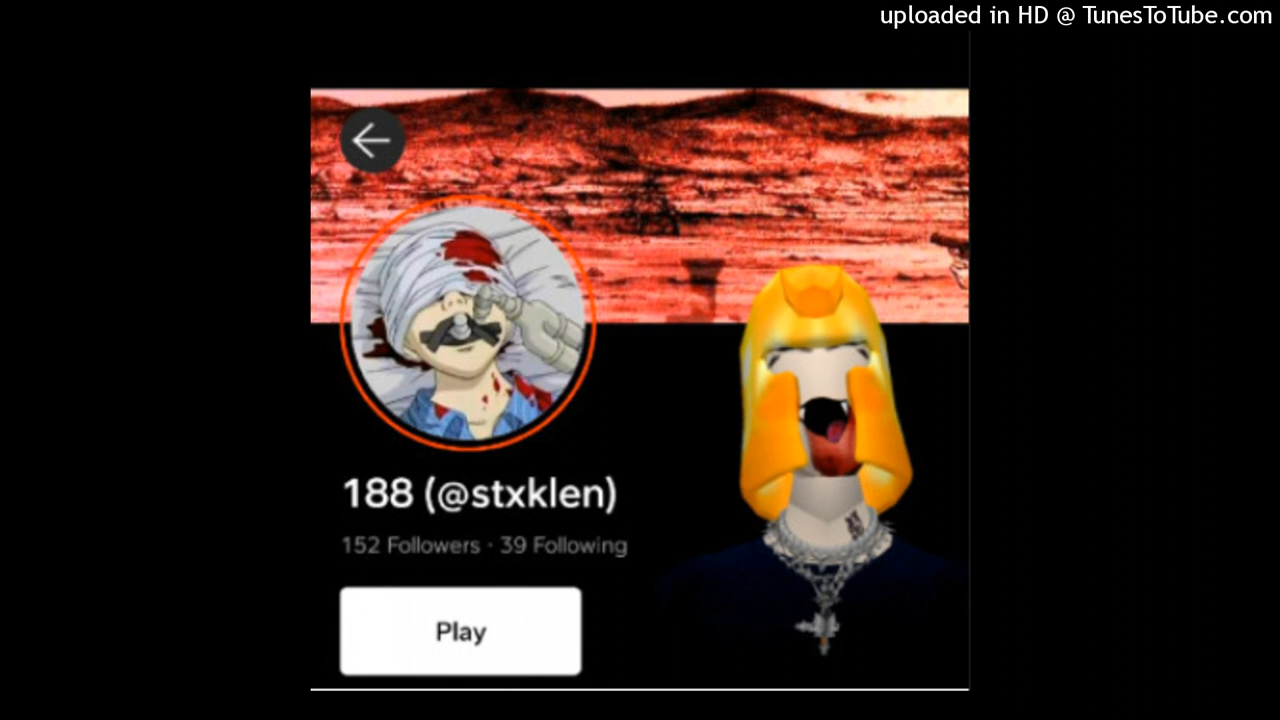 uploaded in HD @ TunesToTube.com
188 (@stxklen)
152 Followers · 39 Following
Play